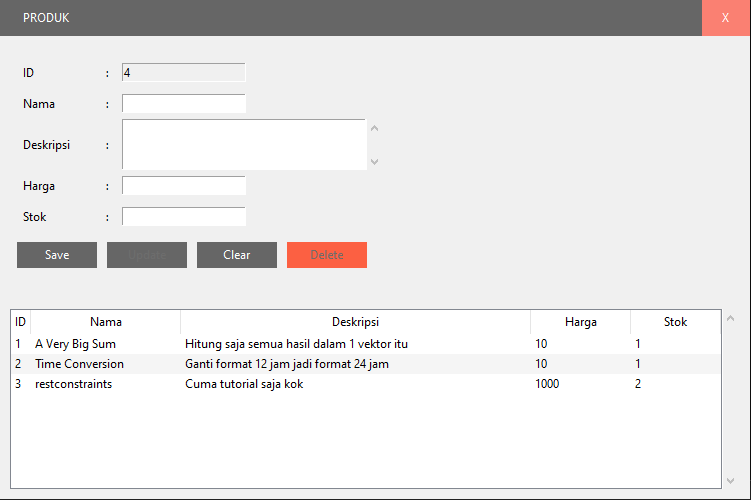 PRODUK X
ID : 4
Nama :
Deskripsi :
Harga :
Stok :
Save Update Clear Delete
ID Nama Deskripsi Harga Stok
1 A Very Big Sum Hitung saja semua hasil dalam 1 vektor itu 10 1
2 Time Conversion Ganti format 12 jam jadi format 24 jam 10 1
3 restconstraints Cuma tutorial saja kok 1000 2